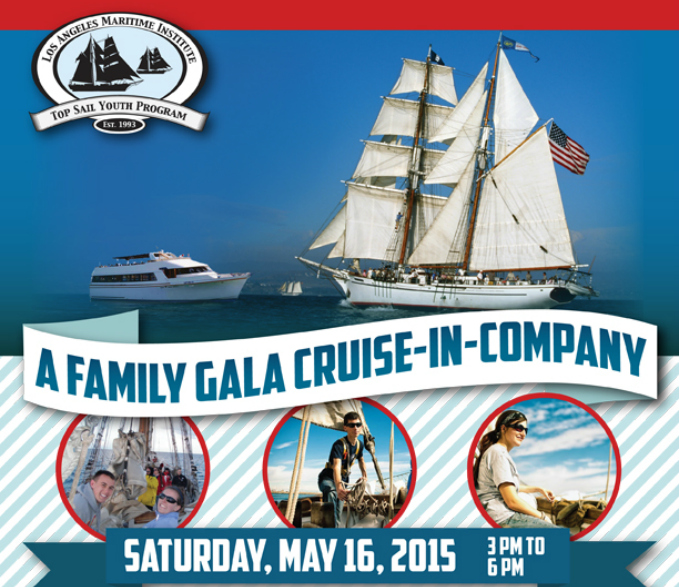 LOS ANGELES MARITIME INSTITUTE
TOP SAIL YOUTH PROGRAM
EST. 1993
A FAMILY GALA CRUISE-IN-COMPANY
SATURDAY, MAY 16, 2015
3 PM TO
6 PM